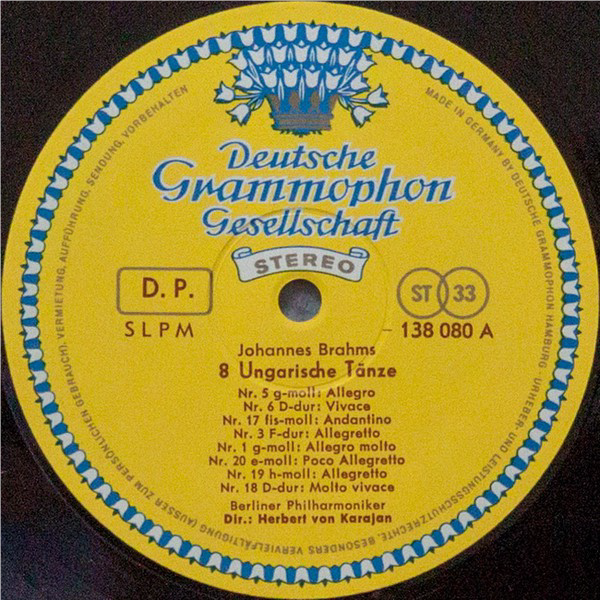 Deutsche
Grammophon
Gesellschaft
STEREO
D. P.
SLPM
ST 33
138 080 A
Johannes Brahms
8 Ungarische Tänze
Nr. 5 g-moll: Allegro
Nr. 6 D-dur: Vivace
Nr. 17 fis-moll: Andantino
Nr. 3 F-dur: Allegretto
Nr. 1 g-moll: Allegro molto
Nr. 20 e-moll: Poco Allegretto
Nr. 19 h-moll: Allegretto
Nr. 18 D-dur: Molto vivace
Berliner Philharmoniker
Dir.: Herbert von Karajan
MADE IN GERMANY BY DEUTSCHE GRAMMOPHON HAMBURG · URHEBER- UND LEISTUNGSSCHUTZRECHTE, BESONDERS VERVIELFÄLTIGUNG (AUSSER ZUM PERSÖNLICHEN GEBRAUCH), VERMIETUNG, AUFFÜHRUNG, SENDUNG, VORBEHALTEN